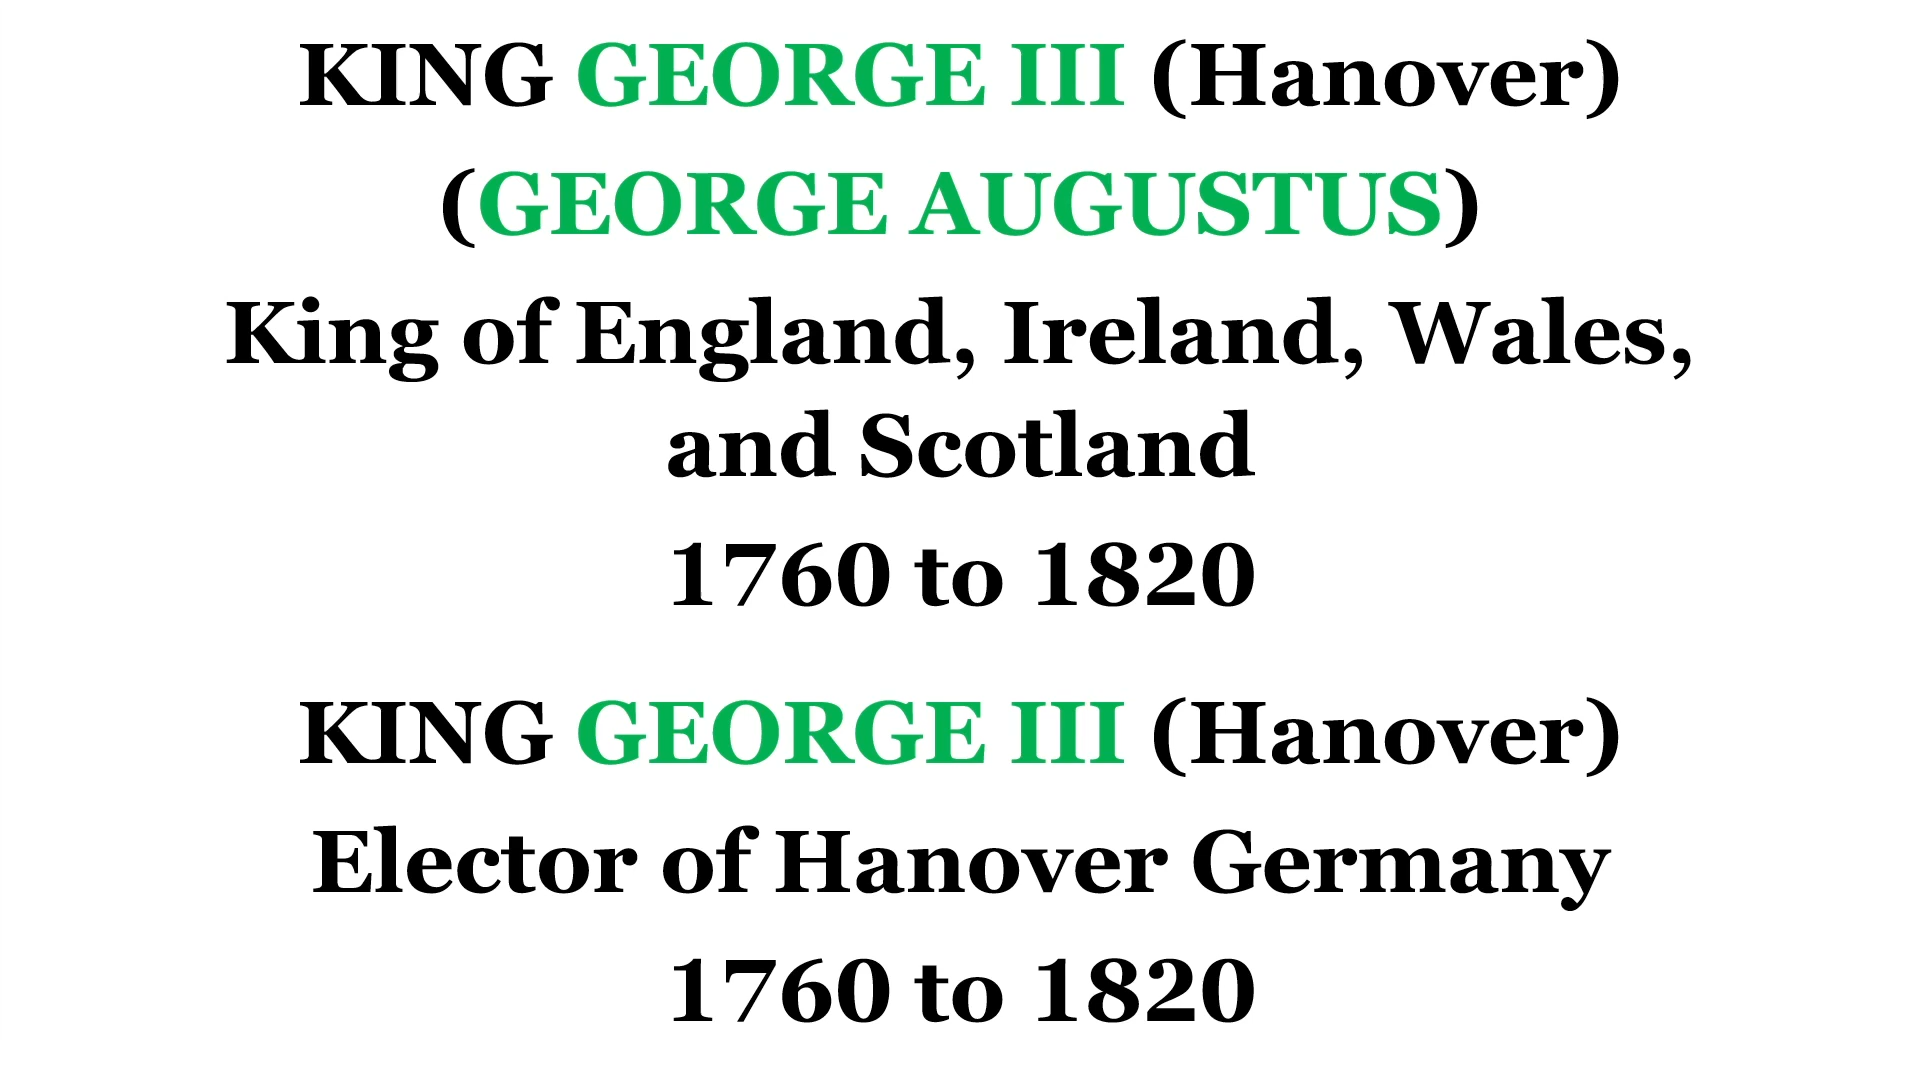 KING GEORGE III (Hanover)
(GEORGE AUGUSTUS)
King of England, Ireland, Wales,
and Scotland
1760 to 1820
KING GEORGE III (Hanover)
Elector of Hanover Germany
1760 to 1820